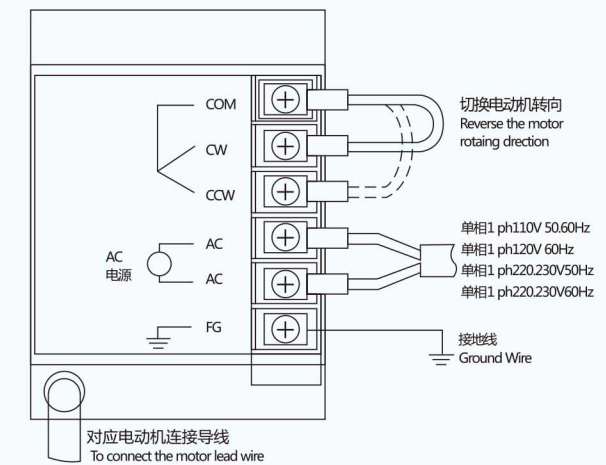 COM
切换电动机转向
Reverse the motor
rotaing drection
CW
CCW
单相1 ph110V 50.60Hz
AC
单相1 ph120V 60Hz
AC
电源
单相1 ph220.230V50Hz
AC
单相1 ph220.230V60Hz
FG
接地线
Ground Wire
对应电动机连接导线
To connect the motor lead wire